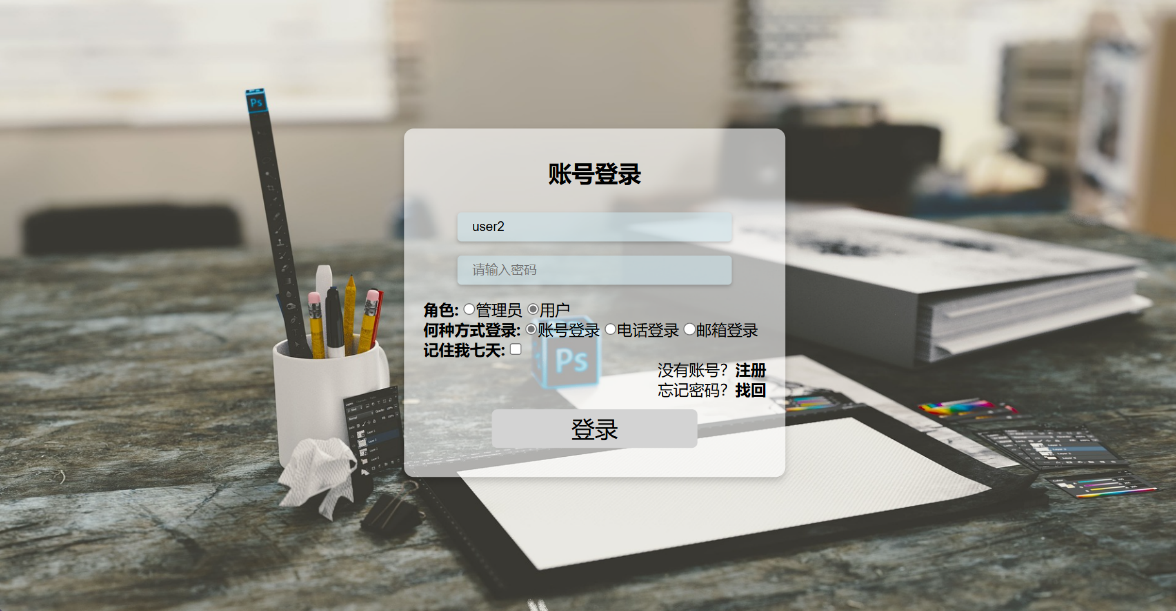 Ps
账号登录
user2
请输入密码
角色: 管理员 用户
何种方式登录: 账号登录 电话登录 邮箱登录
记住我七天:
Ps
没有账号? 注册
忘记密码? 找回
登录